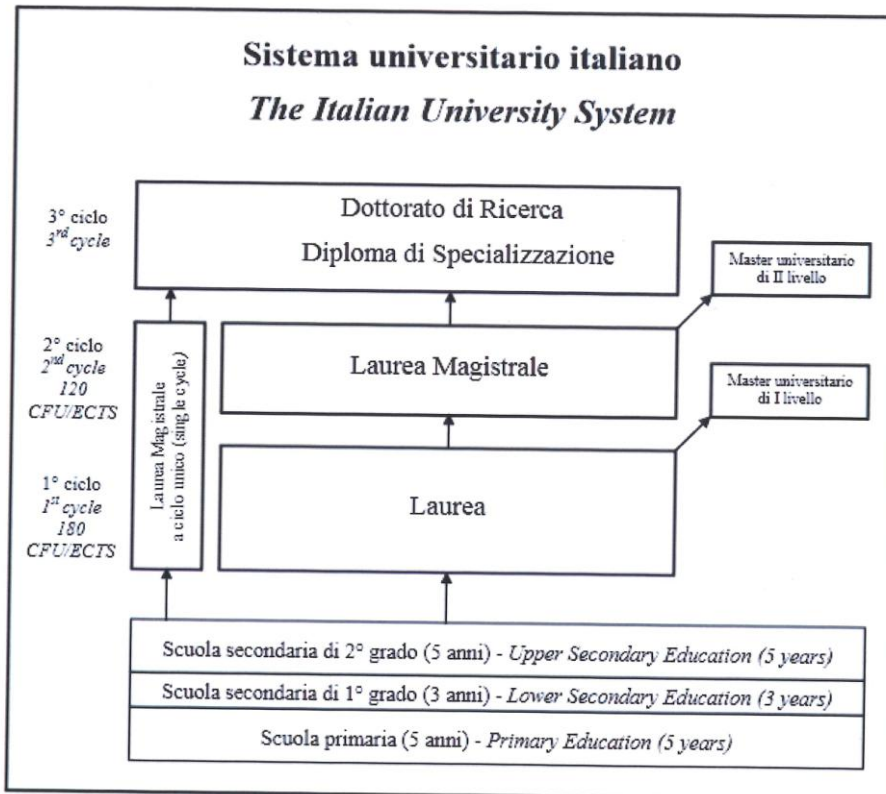 Sistema universitario italiano
The Italian University System
3° ciclo
3rd cycle
Dottorato di Ricerca
Diploma di Specializzazione
Master universitario
di II livello
2° ciclo
2nd cycle
120
CFU/ECTS
Laurea Magistrale
a ciclo unico (single cycle)
Laurea Magistrale
Master universitario
di I livello
1° ciclo
1st cycle
180
CFU/ECTS
Laurea
Scuola secondaria di 2° grado (5 anni) - Upper Secondary Education (5 years)
Scuola secondaria di 1° grado (3 anni) - Lower Secondary Education (3 years)
Scuola primaria (5 anni) - Primary Education (5 years)